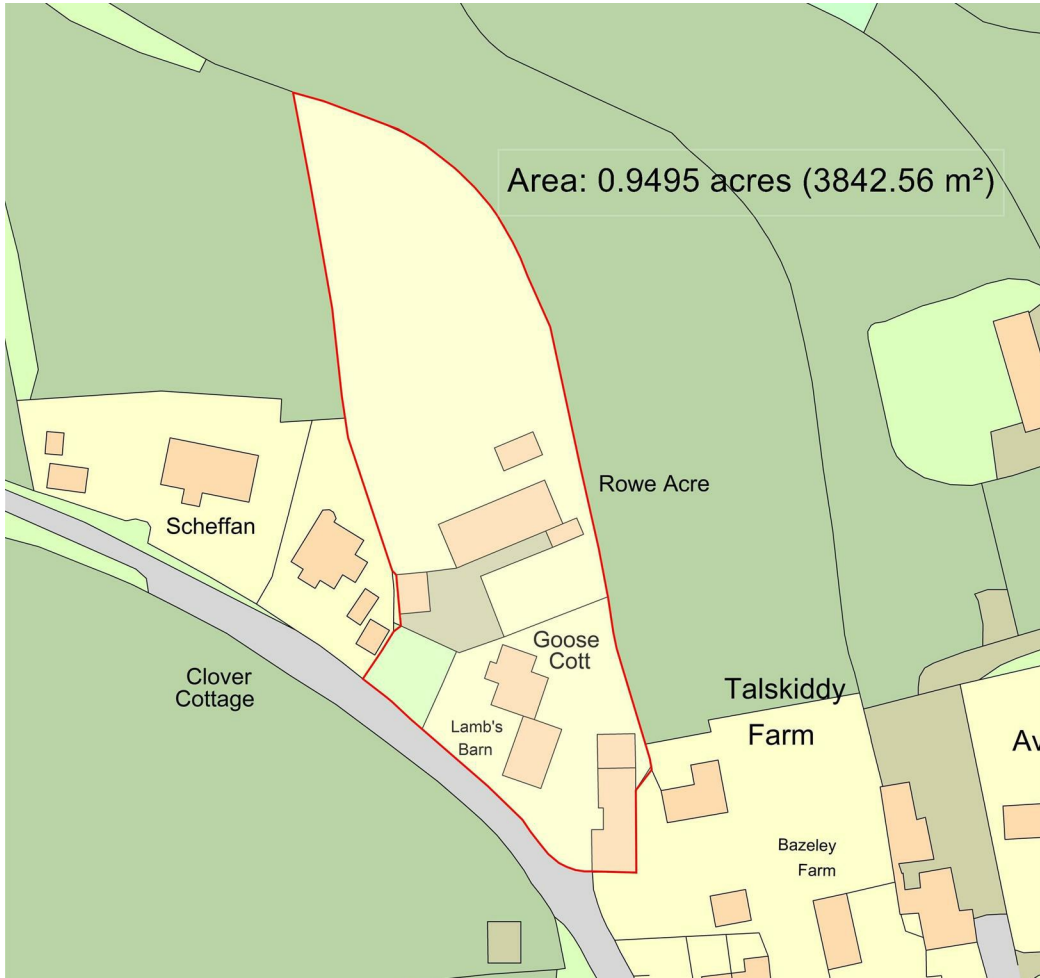 Area: 0.9495 acres (3842.56 m²)
Rowe Acre
Scheffan
Goose
Cott
Clover
Cottage
Talskiddy
Farm
Lamb's
Barn
Av
Bazeley
Farm